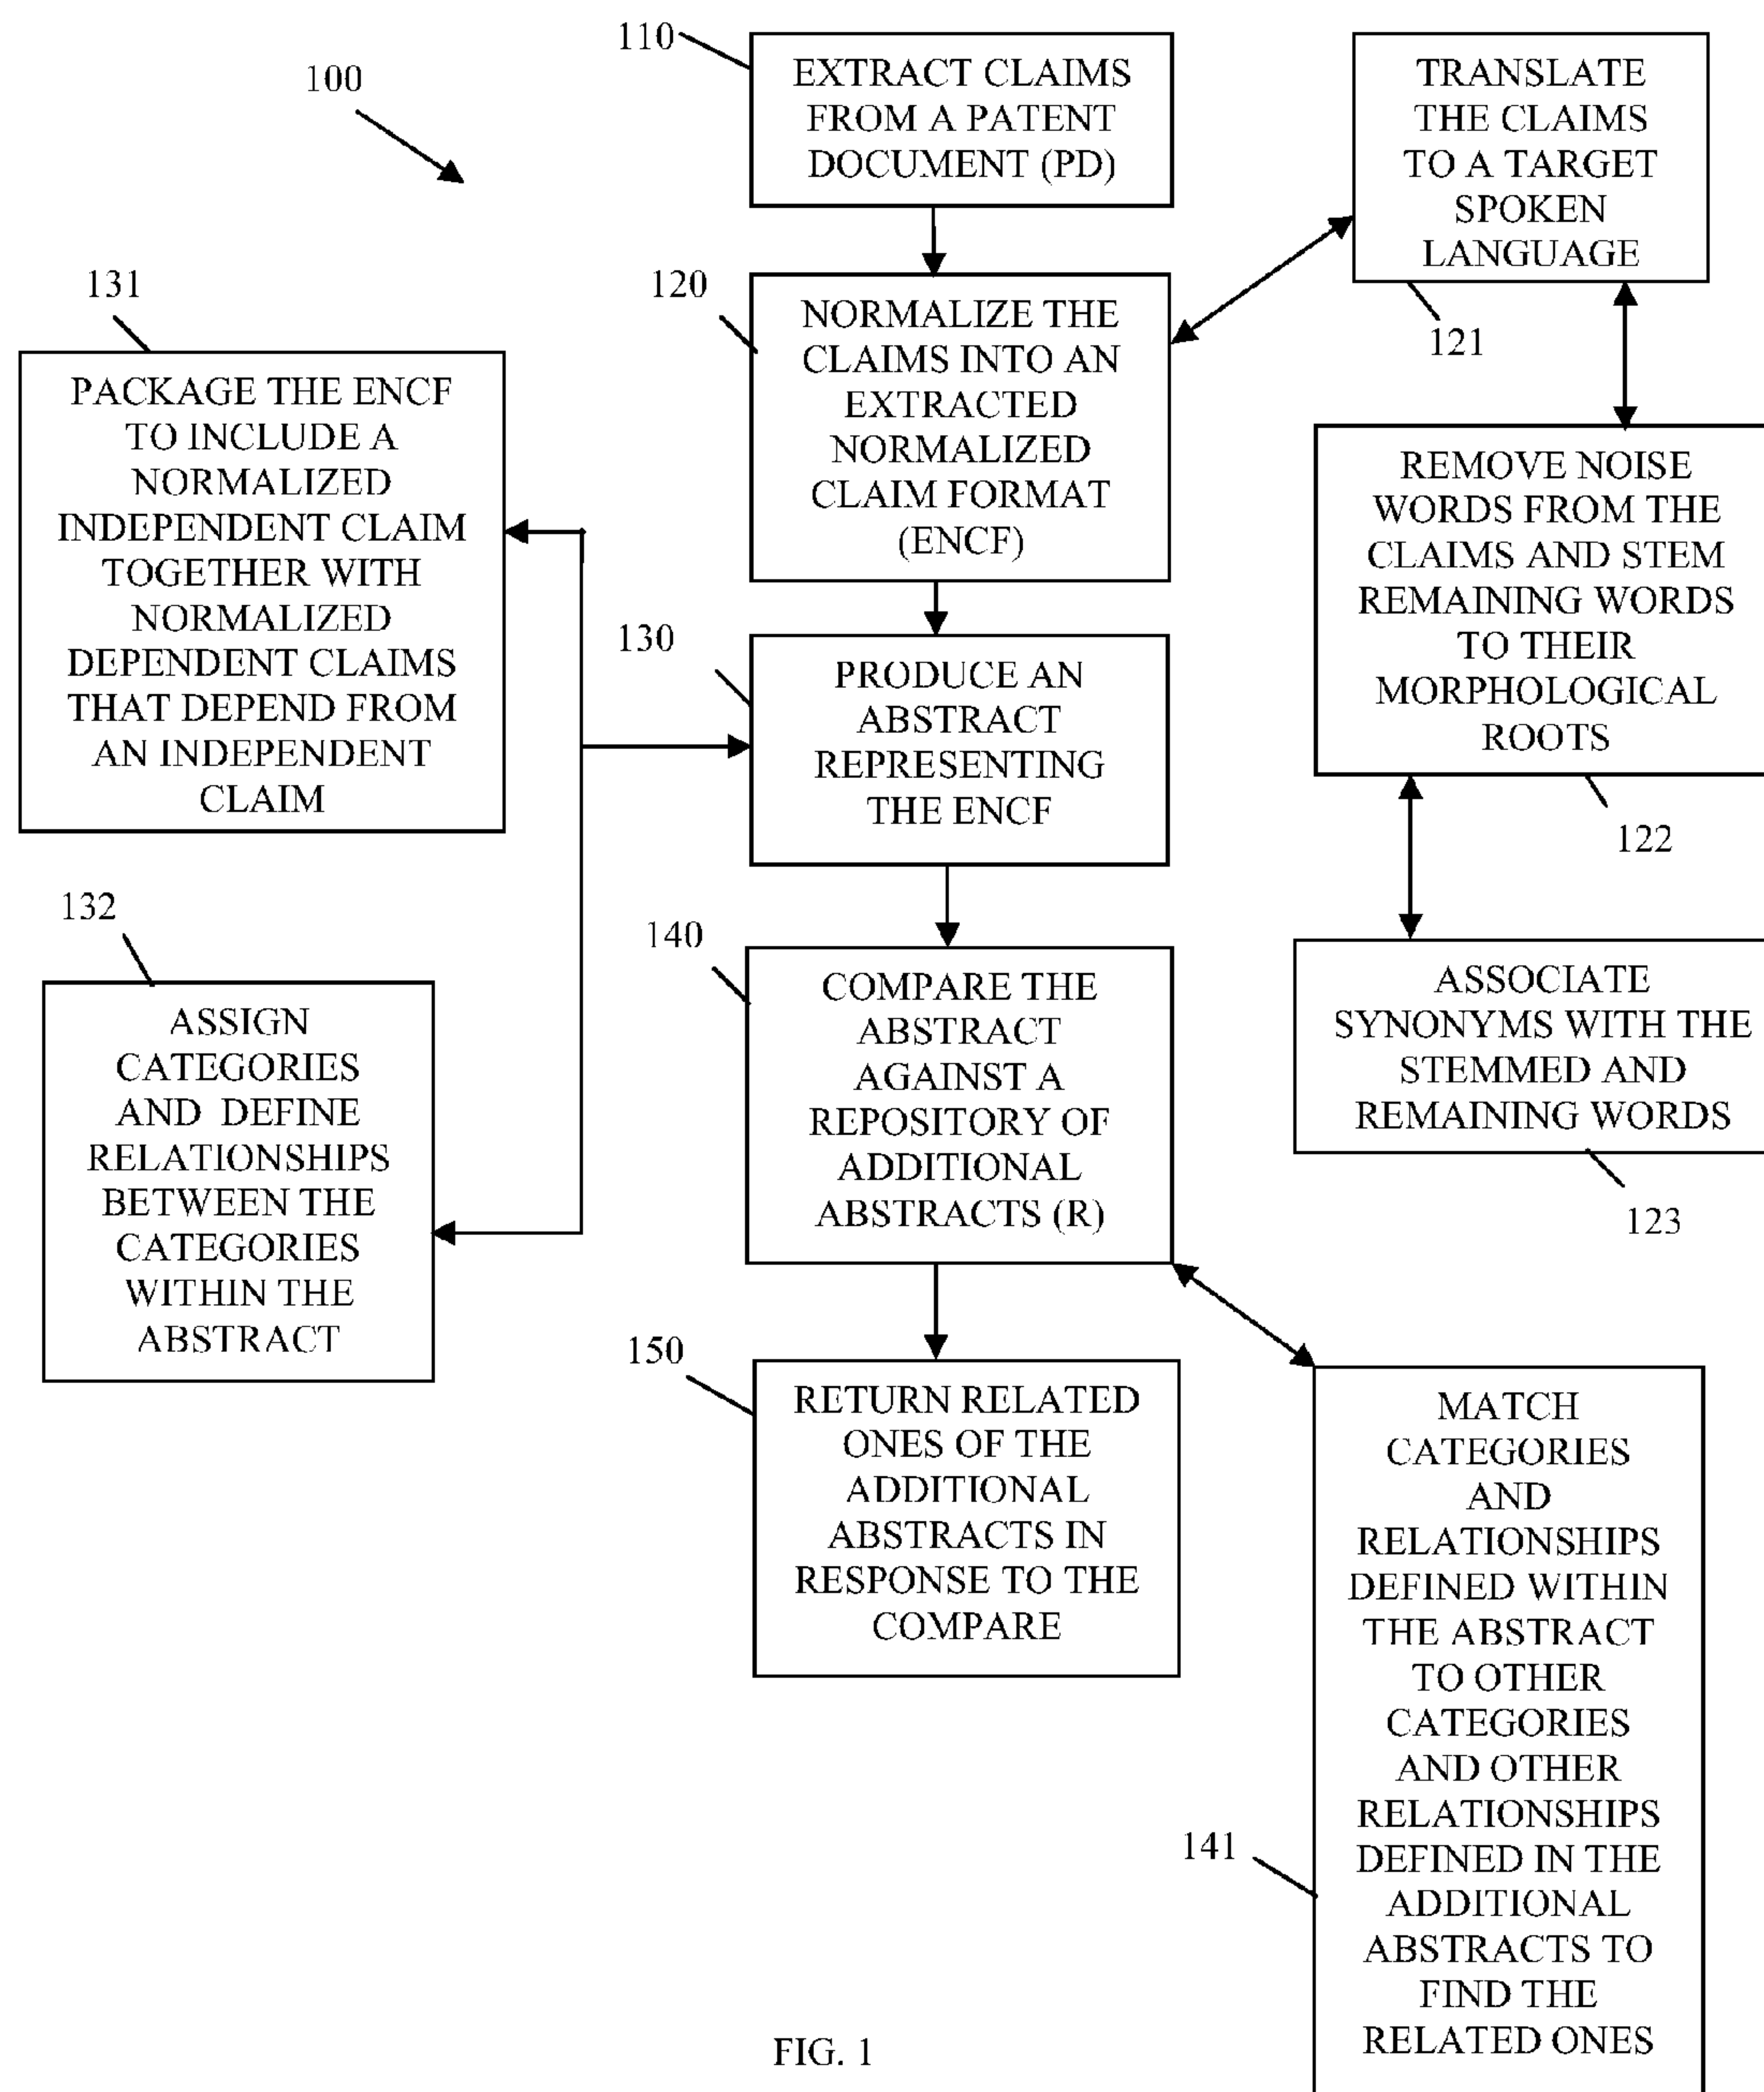 100
110
EXTRACT CLAIMS
FROM A PATENT
DOCUMENT (PD)
120
NORMALIZE THE
CLAIMS INTO AN
EXTRACTED
NORMALIZED
CLAIM FORMAT
(ENCF)
TRANSLATE
THE CLAIMS
TO A TARGET
SPOKEN
LANGUAGE
121
REMOVE NOISE
WORDS FROM THE
CLAIMS AND STEM
REMAINING WORDS
TO THEIR
MORPHOLOGICAL
ROOTS
122
ASSOCIATE
SYNONYMS WITH THE
STEMMED AND
REMAINING WORDS
123
130
PRODUCE AN
ABSTRACT
REPRESENTING
THE ENCF
131
PACKAGE THE ENCF
TO INCLUDE A
NORMALIZED
INDEPENDENT CLAIM
TOGETHER WITH
NORMALIZED
DEPENDENT CLAIMS
THAT DEPEND FROM
AN INDEPENDENT
CLAIM
132
ASSIGN
CATEGORIES
AND DEFINE
RELATIONSHIPS
BETWEEN THE
CATEGORIES
WITHIN THE
ABSTRACT
140
COMPARE THE
ABSTRACT
AGAINST A
REPOSITORY OF
ADDITIONAL
ABSTRACTS (R)
141
MATCH
CATEGORIES
AND
RELATIONSHIPS
DEFINED WITHIN
THE ABSTRACT
TO OTHER
CATEGORIES
AND OTHER
RELATIONSHIPS
DEFINED IN THE
ADDITIONAL
ABSTRACTS TO
FIND THE
RELATED ONES
150
RETURN RELATED
ONES OF THE
ADDITIONAL
ABSTRACTS IN
RESPONSE TO THE
COMPARE
FIG. 1